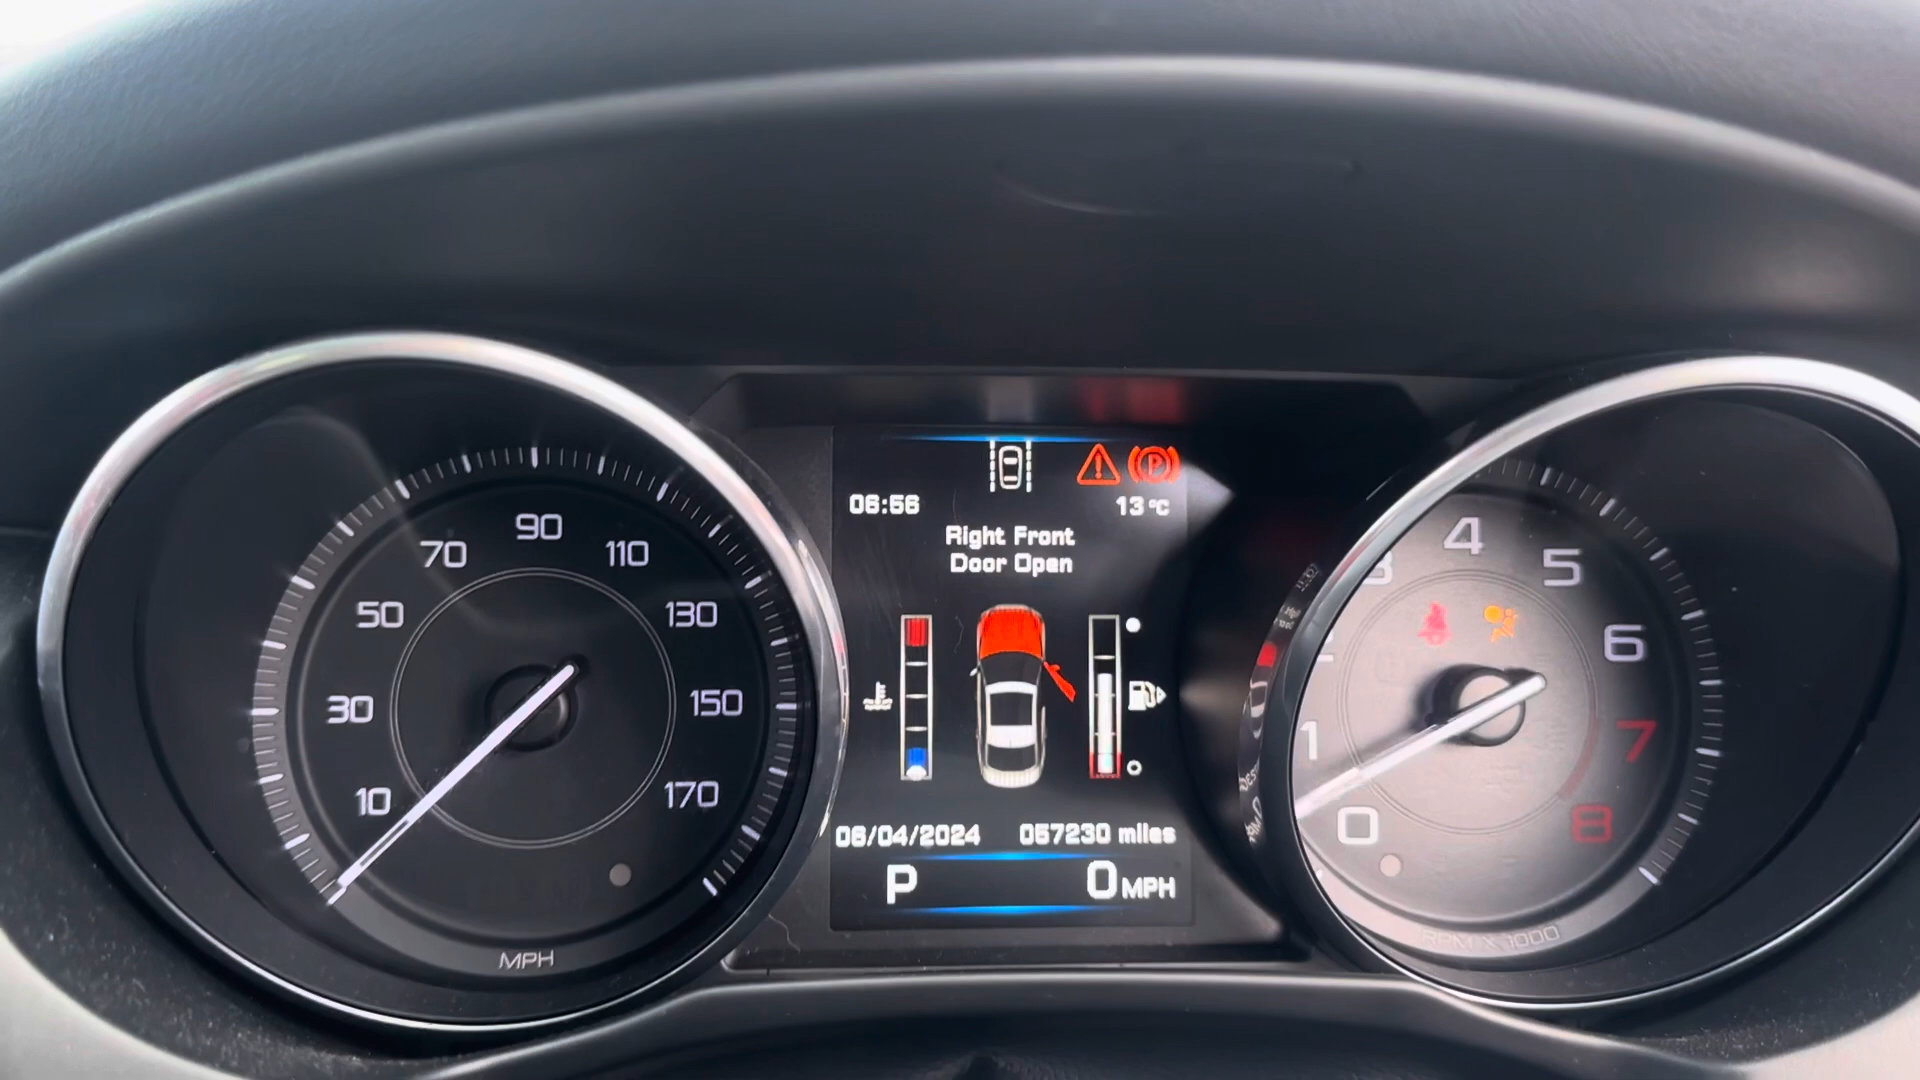 10
30
50
70
90
110
130
150
170
MPH
P
06:56
13°C
Right Front
Door Open
06/04/2024 057230 miles
P
0 MPH
0
1
3
4
5
6
7
8
RPM X 1000